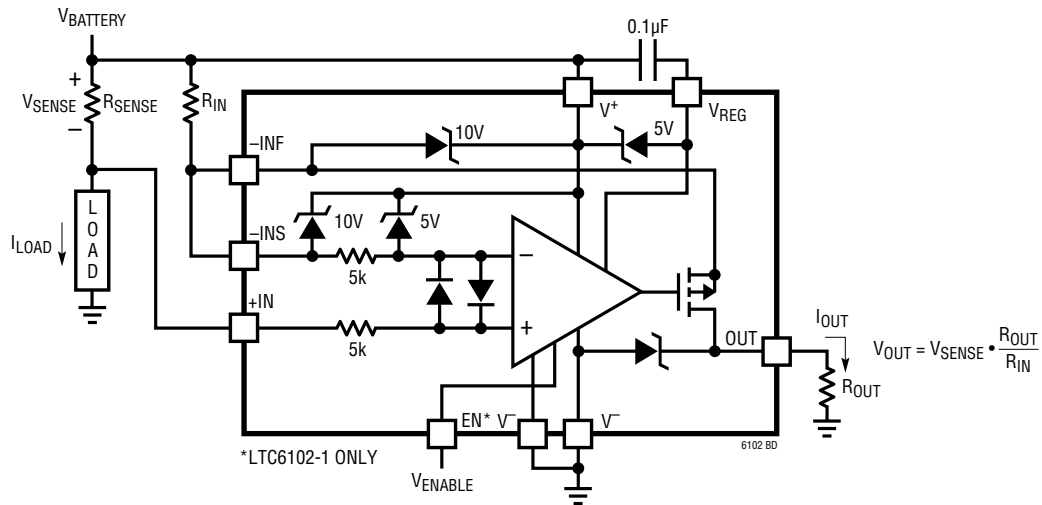 VBATTERY
0.1µF
+
VSENSE
RSENSE
–
RIN
V+
VREG
–INF
10V
5V
10V
5V
–INS
5k
–
+IN
5k
+
LOAD
ILOAD
OUT
IOUT
VOUT = VSENSE • ROUT/RIN
ROUT
EN*
V–
V–
6102 BD
*LTC6102-1 ONLY
VENABLE